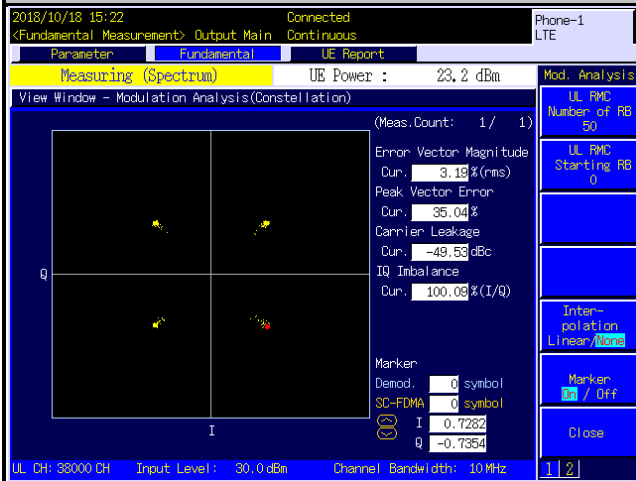 2018/10/18 15:22 Connected Phone-1
<Fundamental Measurement> Output Main Continuous LTE
Parameter Fundamental UE Report
Measuring (Spectrum) UE Power : 23.2 dBm Mod. Analysis
View Window - Modulation Analysis(Constellation)
UL RMC
Number of RB
50
(Meas.Count: 1/ 1)
Error Vector Magnitude
Cur. 3.19 %(rms)
Peak Vector Error
Cur. 35.04 %
Carrier Leakage
Cur. -49.53 dBc
IQ Imbalance
Cur. 100.09 %(I/Q)
UL RMC
Starting RB
0
Q
I
Inter-
polation
Linear/None
Marker
Demod. 0 symbol
SC-FDMA 0 symbol
I 0.7282
Q -0.7354
Marker
On / Off
Close
UL CH: 38000 CH Input Level: 30.0 dBm Channel Bandwidth: 10 MHz 1 2